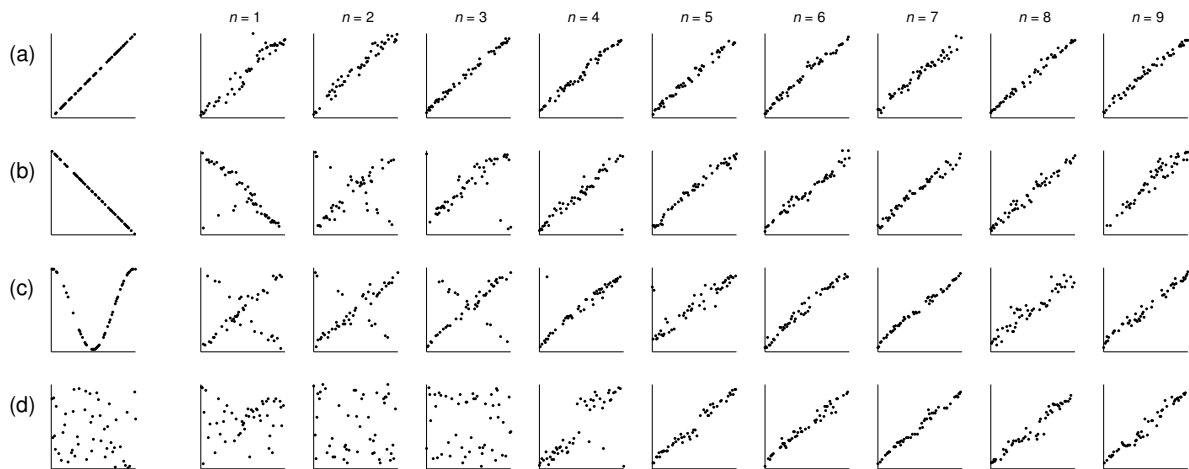 n = 1 n = 2 n = 3 n = 4 n = 5 n = 6 n = 7 n = 8 n = 9
(a)
(b)
(c)
(d)